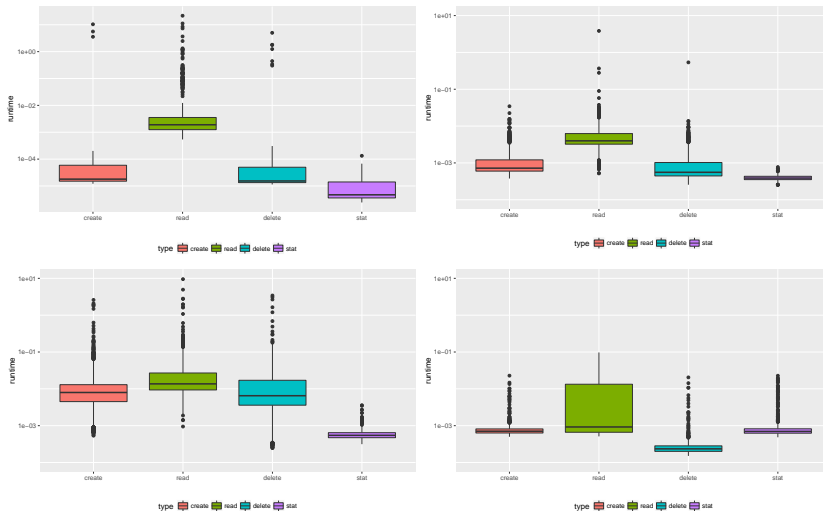 1e+00
1e-02
1e-04
runtime
create read delete stat
type create read delete stat
1e+01
1e-01
1e-03
runtime
create read delete stat
type create read delete stat
1e+01
1e-01
1e-03
runtime
create read delete stat
type create read delete stat
1e+01
1e-01
1e-03
runtime
create read delete stat
type create read delete stat